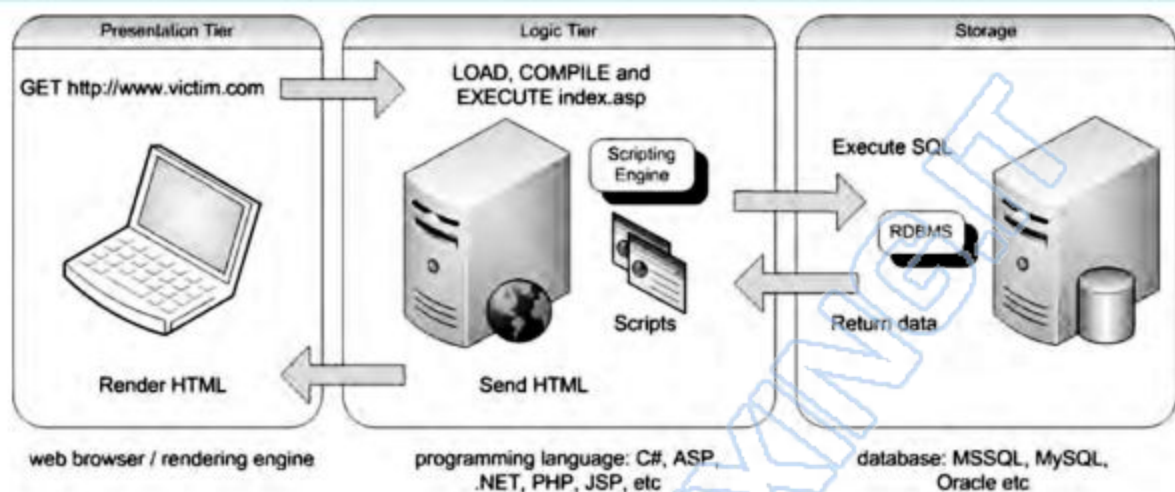 Presentation Tier
GET http://www.victim.com
Render HTML
web browser / rendering engine
Logic Tier
LOAD, COMPILE and
EXECUTE index.asp
Scripting
Engine
Scripts
Send HTML
programming language: C#, ASP,
.NET, PHP, JSP, etc
Storage
Execute SQL
RDBMS
Return data
database: MSSQL, MySQL,
Oracle etc
XING.IT